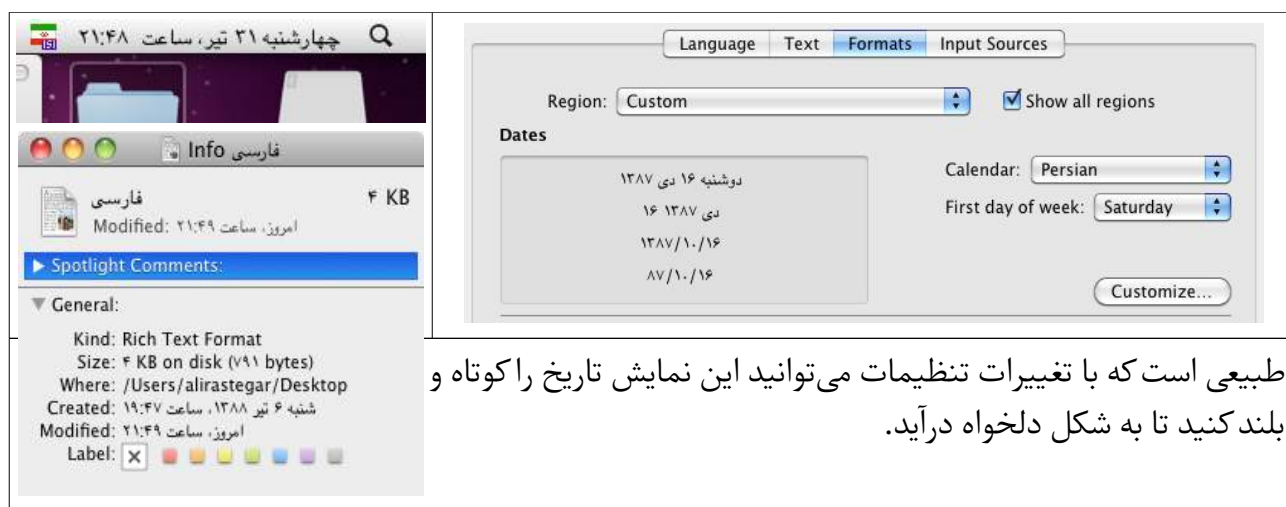 چهارشنبه ۳۱ تیر، ساعت ۲۱:۴۸
ISI
فارسی Info
فارسی
۴ KB
Modified: امروز، ساعت ۲۱:۴۹
Spotlight Comments:
General:
Kind: Rich Text Format
Size: ۴ KB on disk (۷۹۱ bytes)
Where: /Users/alirastegar/Desktop
Created: شنبه ۶ تیر ۱۳۸۸، ساعت ۱۹:۴۷
Modified: امروز، ساعت ۲۱:۴۹
Label:
Language Text Formats Input Sources
Region: Custom
Show all regions
Dates
دوشنبه ۱۶ دی ۱۳۸۷
۱۶ دی ۱۳۸۷
۱۳۸۷/۱۰/۱۶
۸۷/۱۰/۱۶
Calendar: Persian
First day of week: Saturday
Customize...
طبیعی است که با تغییرات تنظیمات می‌توانید این نمایش تاریخ را کوتاه و
بلند کنید تا به شکل دلخواه درآید.